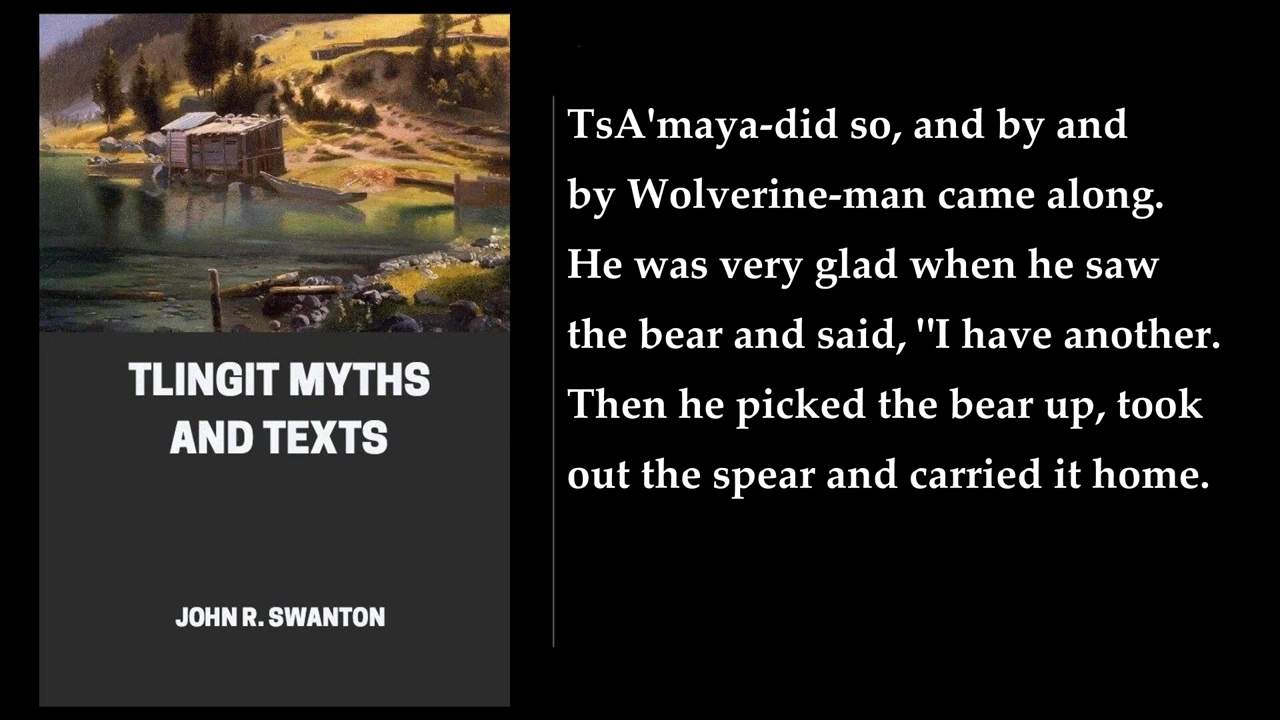 TLINGIT MYTHS
AND TEXTS
JOHN R. SWANTON
TsA'maya-did so, and by and
by Wolverine-man came along.
He was very glad when he saw
the bear and said, "I have another.
Then he picked the bear up, took
out the spear and carried it home.